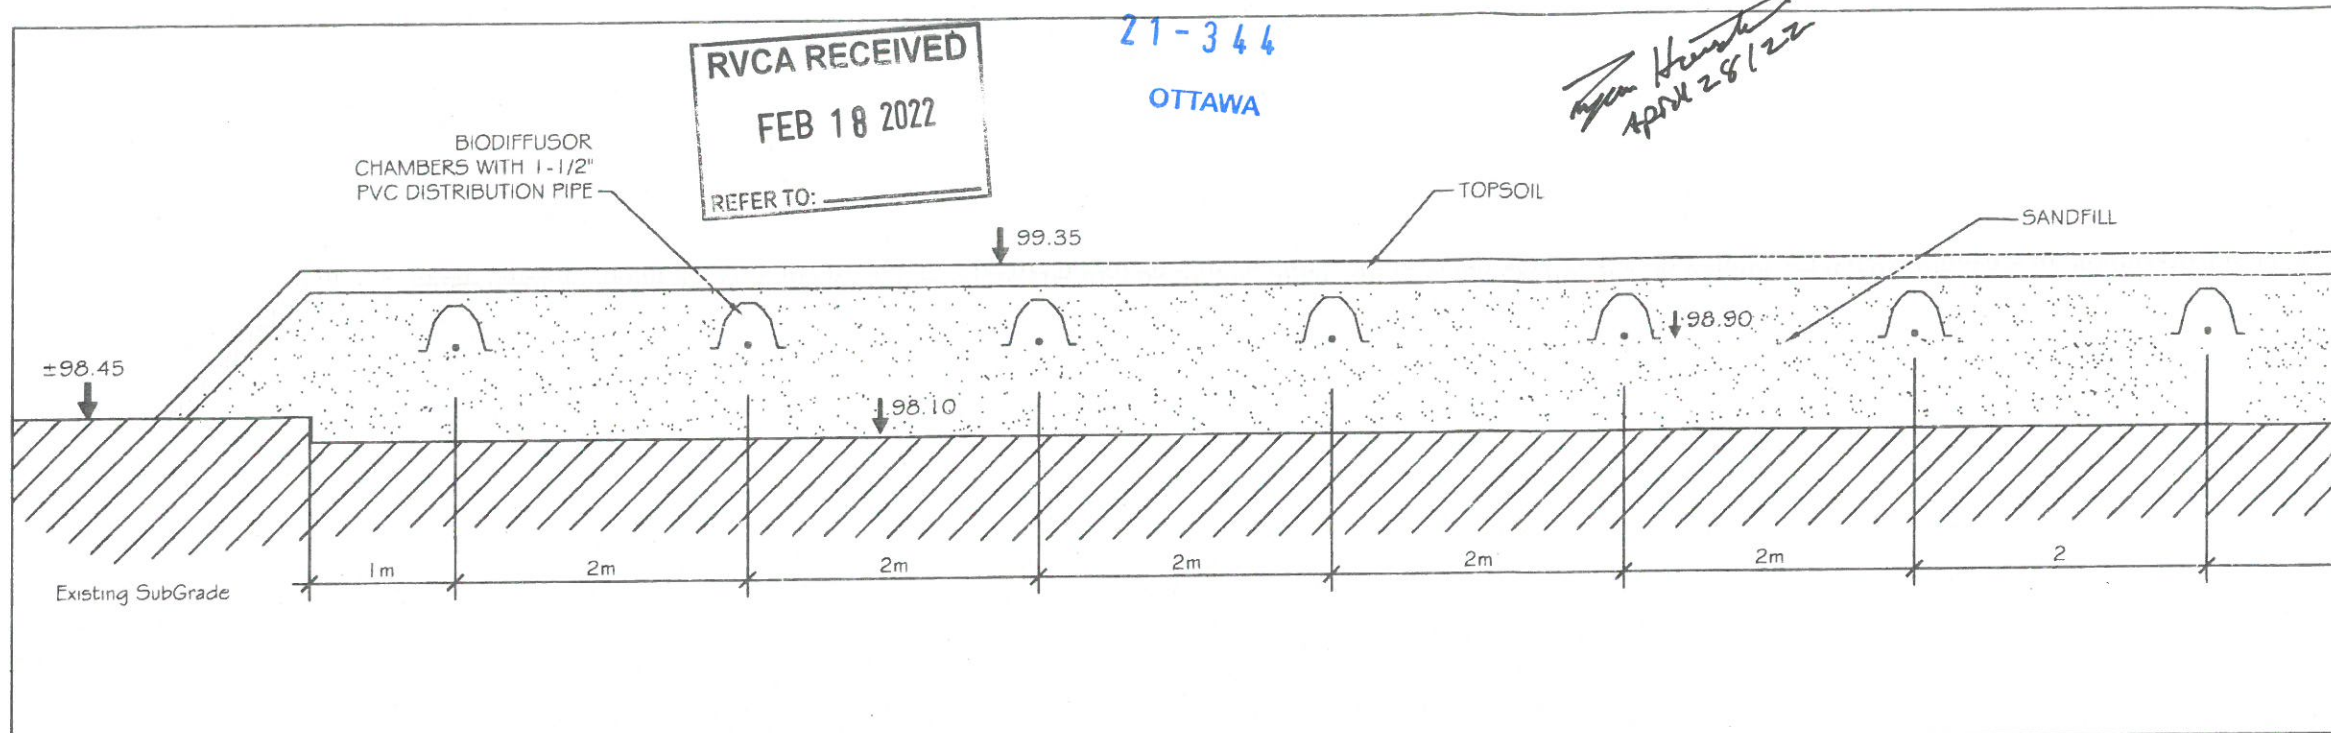 21-344
OTTAWA
RVCA RECEIVED
FEB 18 2022
REFER TO:
April 28/22
BIODIFFUSOR
CHAMBERS WITH 1-1/2"
PVC DISTRIBUTION PIPE
TOPSOIL
SANDFILL
99.35
98.90
±98.45
98.10
1m
2m
2m
2m
2m
2m
2
Existing SubGrade